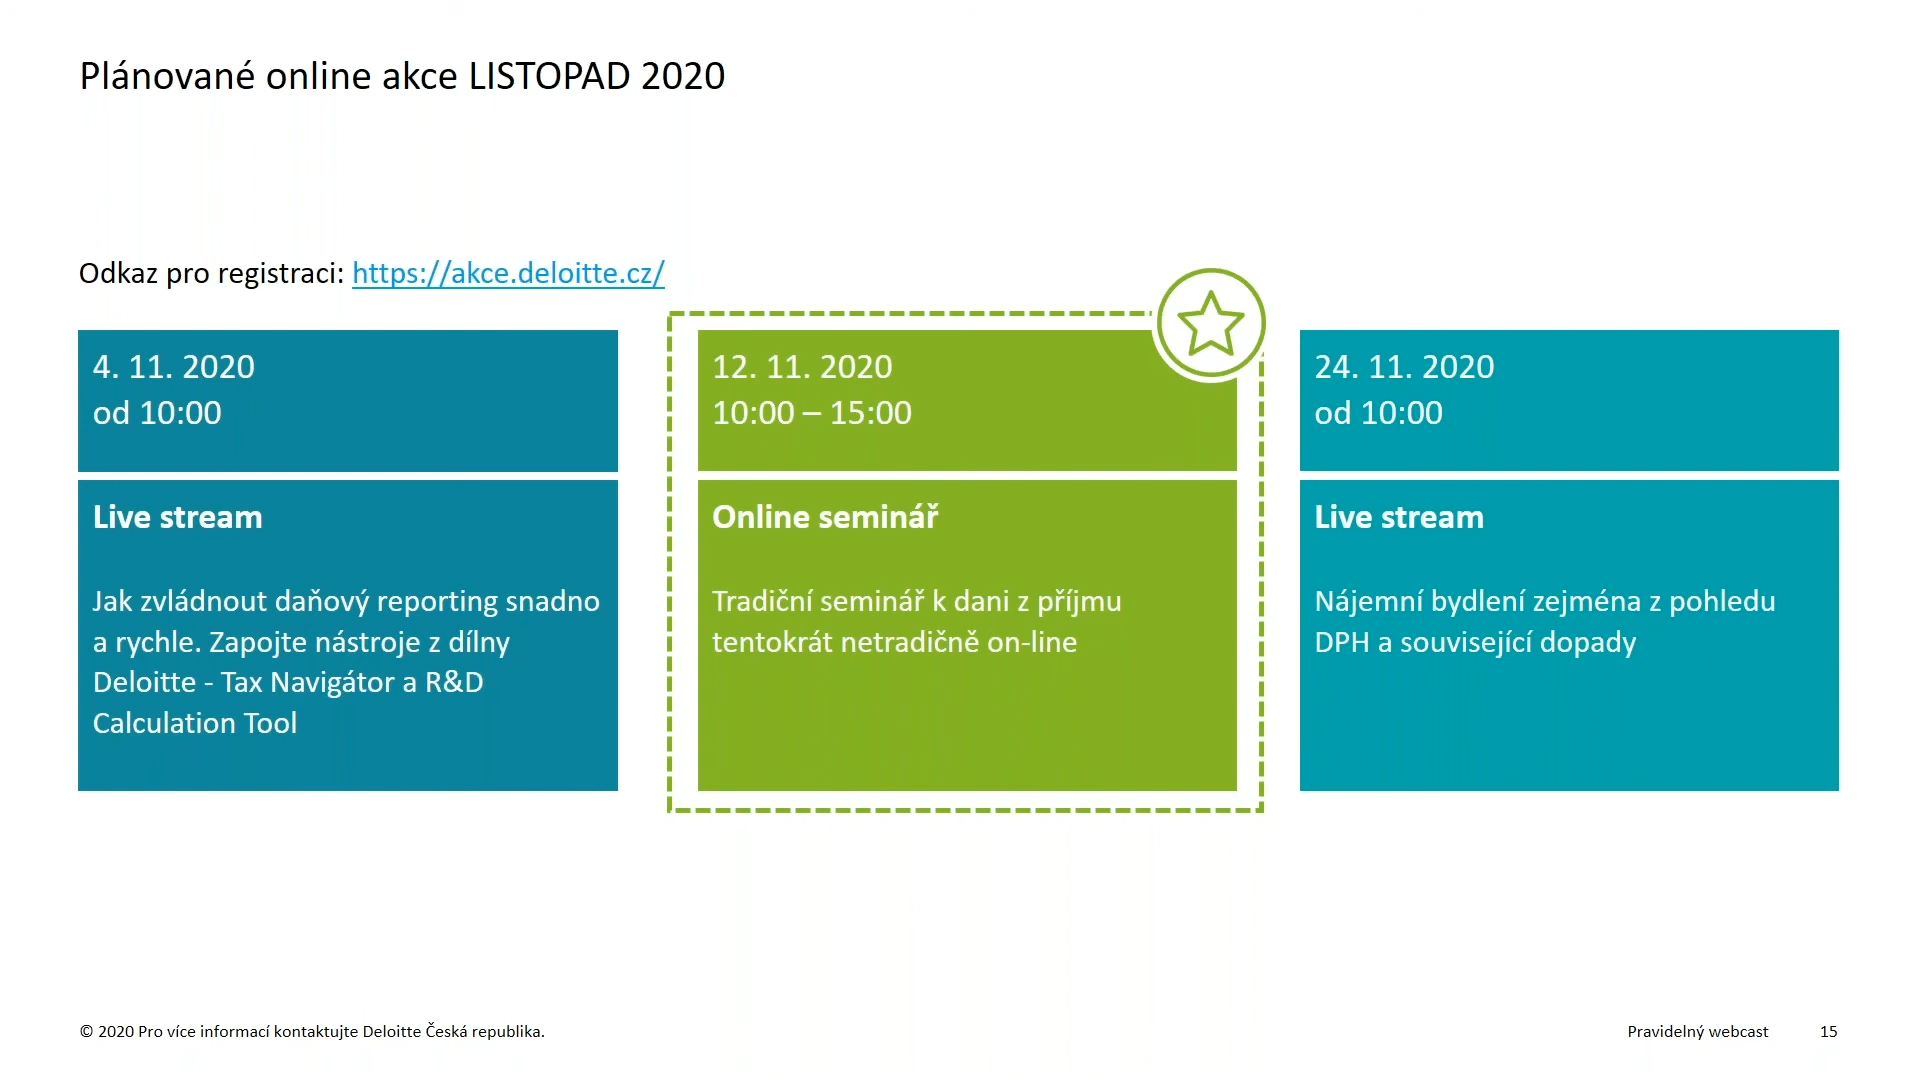 Plánované online akce LISTOPAD 2020
Odkaz pro registraci: https://akce.deloitte.cz/
4. 11. 2020
od 10:00
Live stream
Jak zvládnout daňový reporting snadno
a rychle. Zapojte nástroje z dílny
Deloitte - Tax Navigátor a R&D
Calculation Tool
12. 11. 2020
10:00 – 15:00
Online seminář
Tradiční seminář k dani z příjmu
tentokrát netradičně on-line
24. 11. 2020
od 10:00
Live stream
Nájemní bydlení zejména z pohledu
DPH a související dopady
© 2020 Pro více informací kontaktujte Deloitte Česká republika.
Pravidelný webcast
15